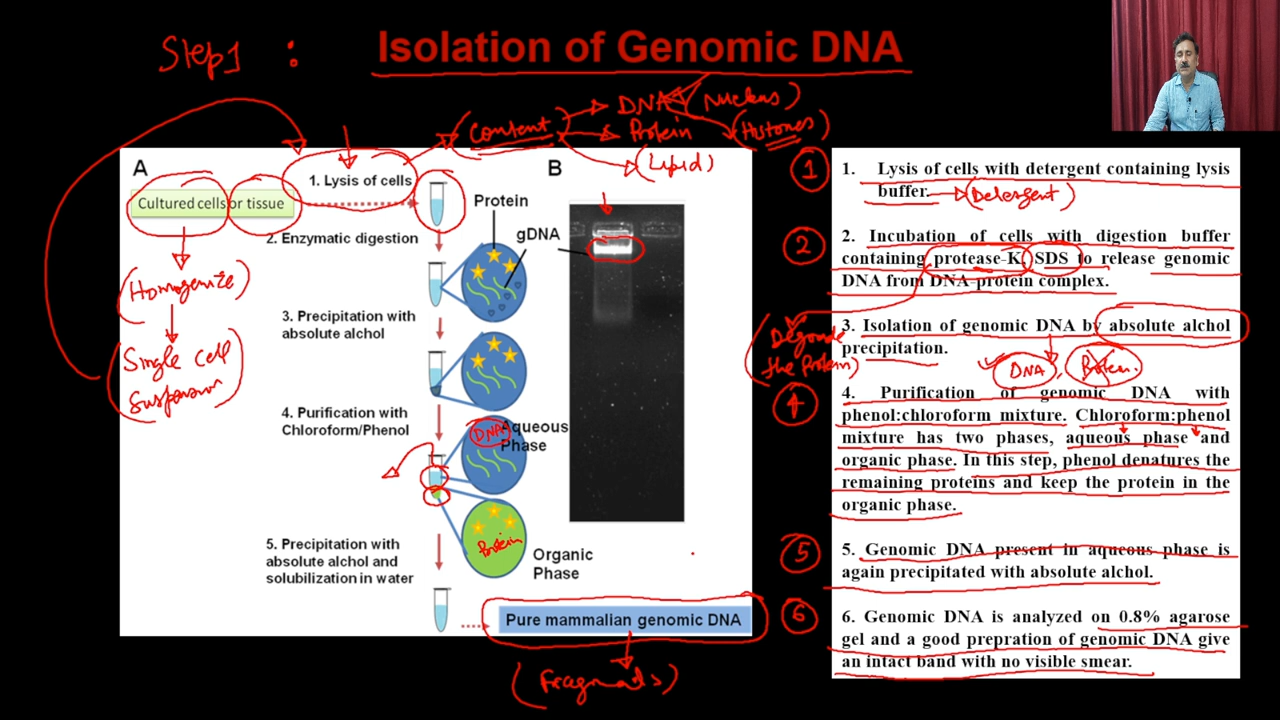 Step1 :
Isolation of Genomic DNA
DNA (Nucleus)
(Content)
& Protein
(Histones)
(Lipid)
A
1. Lysis of cells
Cultured cells or tissue
2. Enzymatic digestion
3. Precipitation with
absolute alchol
4. Purification with
Chloroform/Phenol
5. Precipitation with
absolute alchol and
solubilization in water
(Homogenize)
Single cell
Protein
gDNA
DNA
Aqueous
Phase
Protein
Organic
Phase
Pure mammalian genomic DNA
(Fragments)
B
1
1. Lysis of cells with detergent containing lysis
buffer.
(Detergent)
2
2. Incubation of cells with digestion buffer
containing protease-K, SDS to release genomic
DNA from DNA-protein complex.
3. Isolation of genomic DNA by absolute alchol
precipitation.
Degrade
the Protein)
DNA, Protein.
4
4. Purification of genomic DNA with
phenol:chloroform mixture. Chloroform:phenol
mixture has two phases, aqueous phase and
organic phase. In this step, phenol denatures the
remaining proteins and keep the protein in the
organic phase.
5
5. Genomic DNA present in aqueous phase is
again precipitated with absolute alchol.
6
6. Genomic DNA is analyzed on 0.8% agarose
gel and a good prepration of genomic DNA give
an intact band with no visible smear.